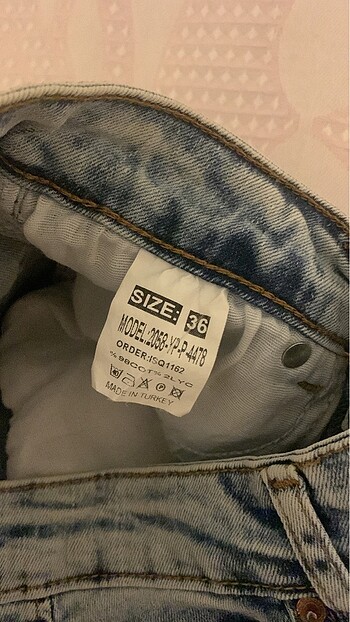 SIZE: 36
MODEL:2058-YP-P-4478
ORDER:ISQ1162
%98COT%2LYC
MADE IN TURKEY